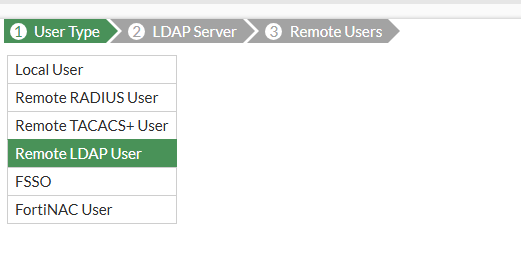 1 User Type 2 LDAP Server 3 Remote Users
Local User
Remote RADIUS User
Remote TACACS+ User
Remote LDAP User
FSSO
FortiNAC User